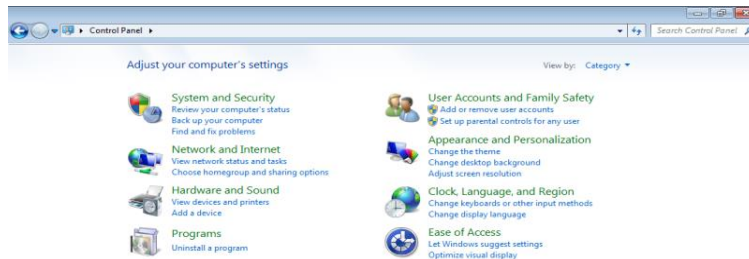 Control Panel
Search Control Panel
Adjust your computer's settings
View by: Category
System and Security
Review your computer's status
Back up your computer
Find and fix problems
Network and Internet
View network status and tasks
Choose homegroup and sharing options
Hardware and Sound
View devices and printers
Add a device
Programs
Uninstall a program
User Accounts and Family Safety
Add or remove user accounts
Set up parental controls for any user
Appearance and Personalization
Change the theme
Change desktop background
Adjust screen resolution
Clock, Language, and Region
Change keyboards or other input methods
Change display language
Ease of Access
Let Windows suggest settings
Optimize visual display